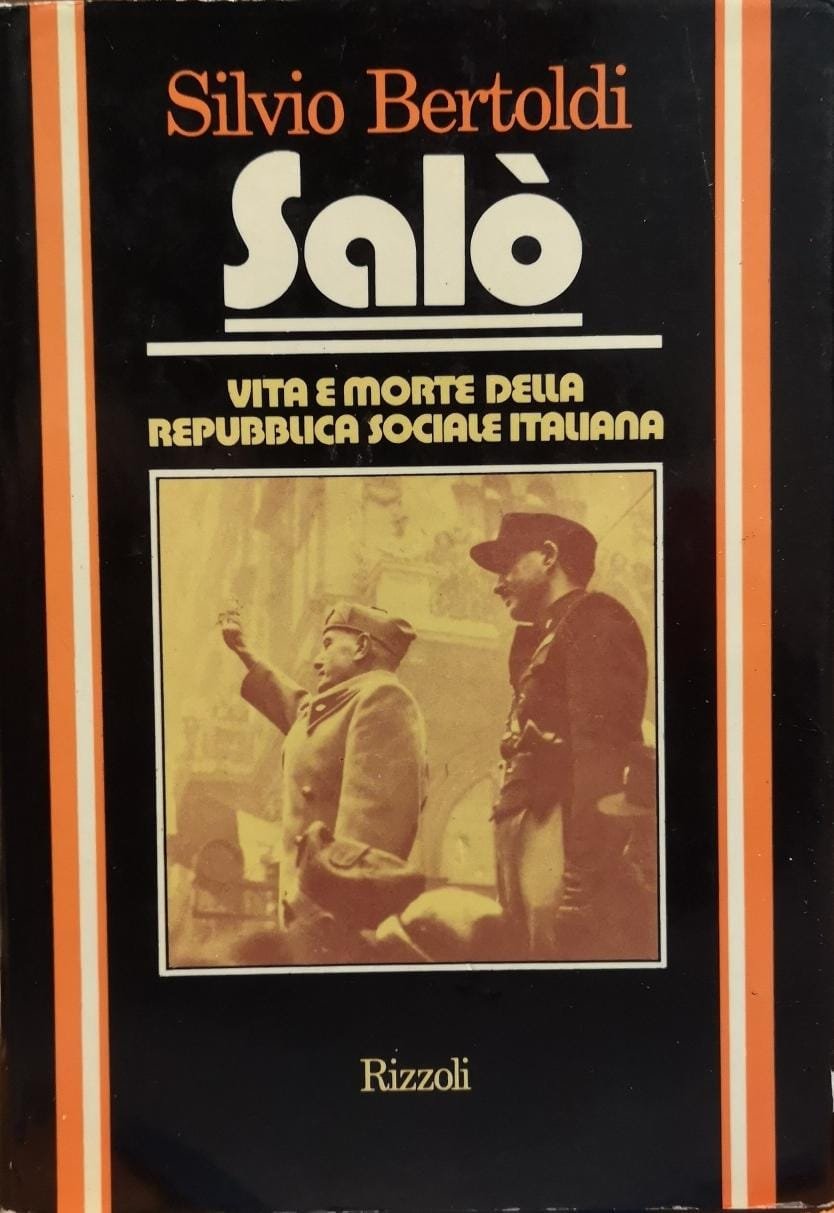 Silvio Bertoldi
Salò
VITA E MORTE DELLA
REPUBBLICA SOCIALE ITALIANA
Rizzoli